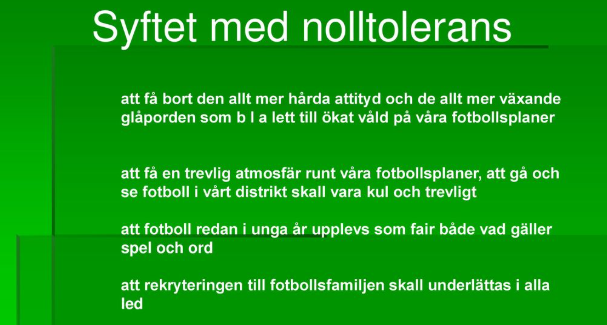 Syftet med nolltolerans
att få bort den allt mer hårda attityd och de allt mer växande
glåporden som b l a lett till ökat våld på våra fotbollsplaner
att få en trevlig atmosfär runt våra fotbollsplaner, att gå och
se fotboll i vårt distrikt skall vara kul och trevligt
att fotboll redan i unga år upplevs som fair både vad gäller
spel och ord
att rekryteringen till fotbollsfamiljen skall underlättas i alla
led